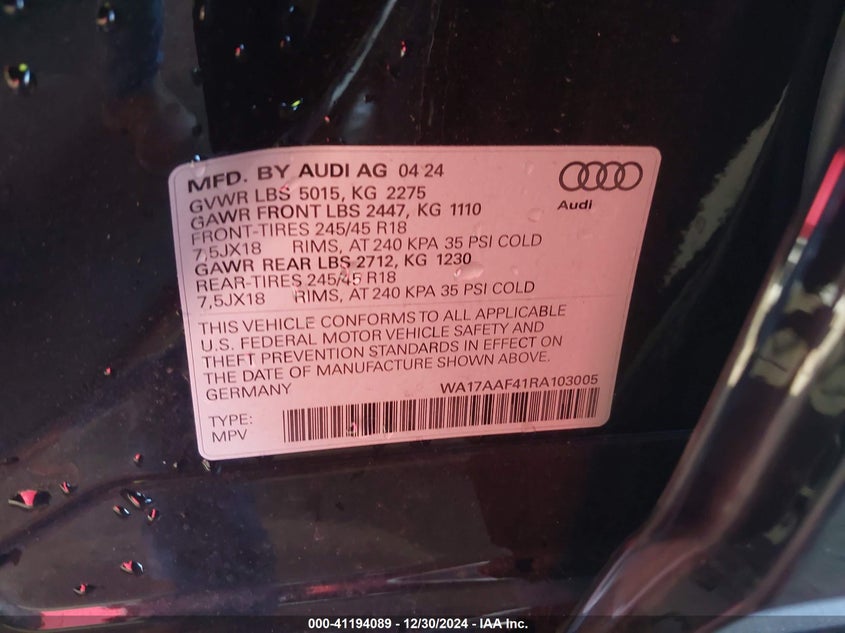 MFD. BY AUDI AG 04 24
GVWR LBS 5015, KG 2275
GAWR FRONT LBS 2447, KG 1110
FRONT-TIRES 245/45 R18
7,5JX18 RIMS, AT 240 KPA 35 PSI COLD
GAWR REAR LBS 2712, KG 1230
REAR-TIRES 245/45 R18
7,5JX18 RIMS, AT 240 KPA 35 PSI COLD
Audi
THIS VEHICLE CONFORMS TO ALL APPLICABLE
U.S. FEDERAL MOTOR VEHICLE SAFETY AND
THEFT PREVENTION STANDARDS IN EFFECT ON
THE DATE OF MANUFACTURE SHOWN ABOVE.
GERMANY WA17AAF41RA103005
TYPE:
MPV
000-41194089 - 12/30/2024 - IAA Inc.